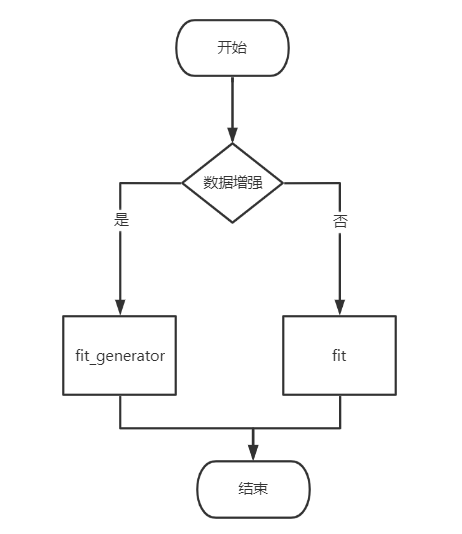 开始
数据增强
是
否
fit_generator
fit
结束